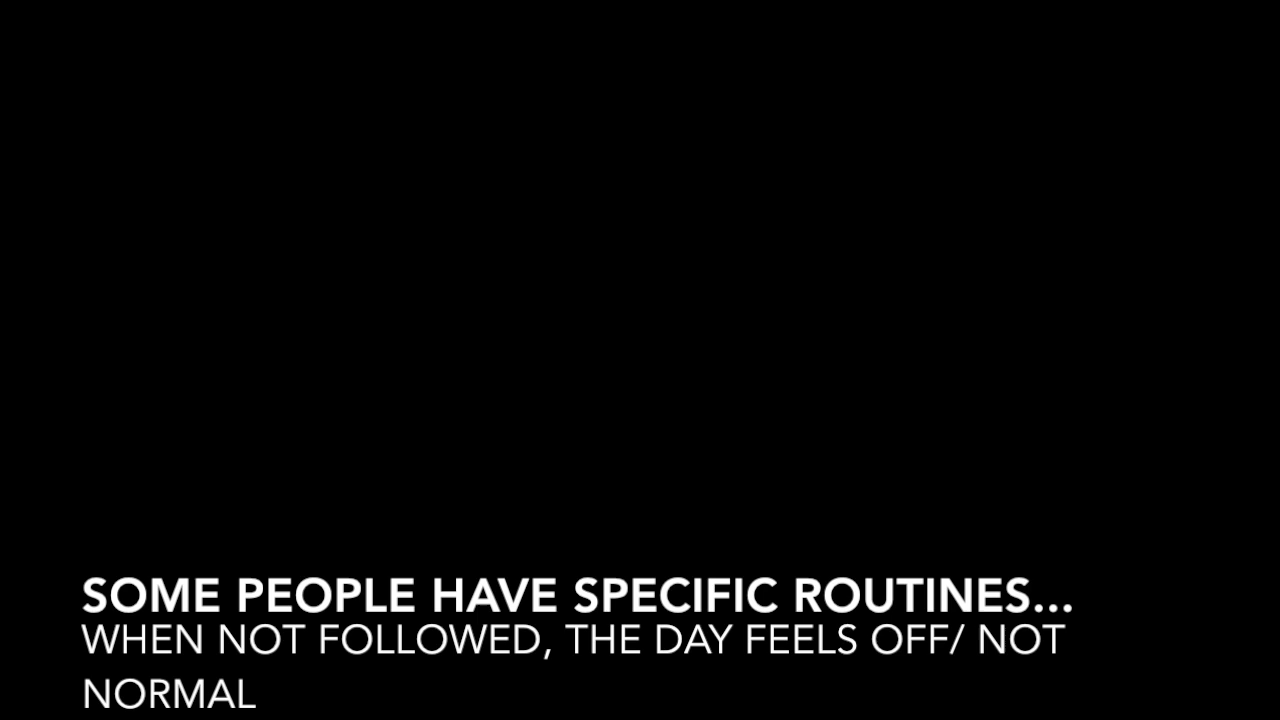 SOME PEOPLE HAVE SPECIFIC ROUTINES...
WHEN NOT FOLLOWED, THE DAY FEELS OFF/ NOT
NORMAL